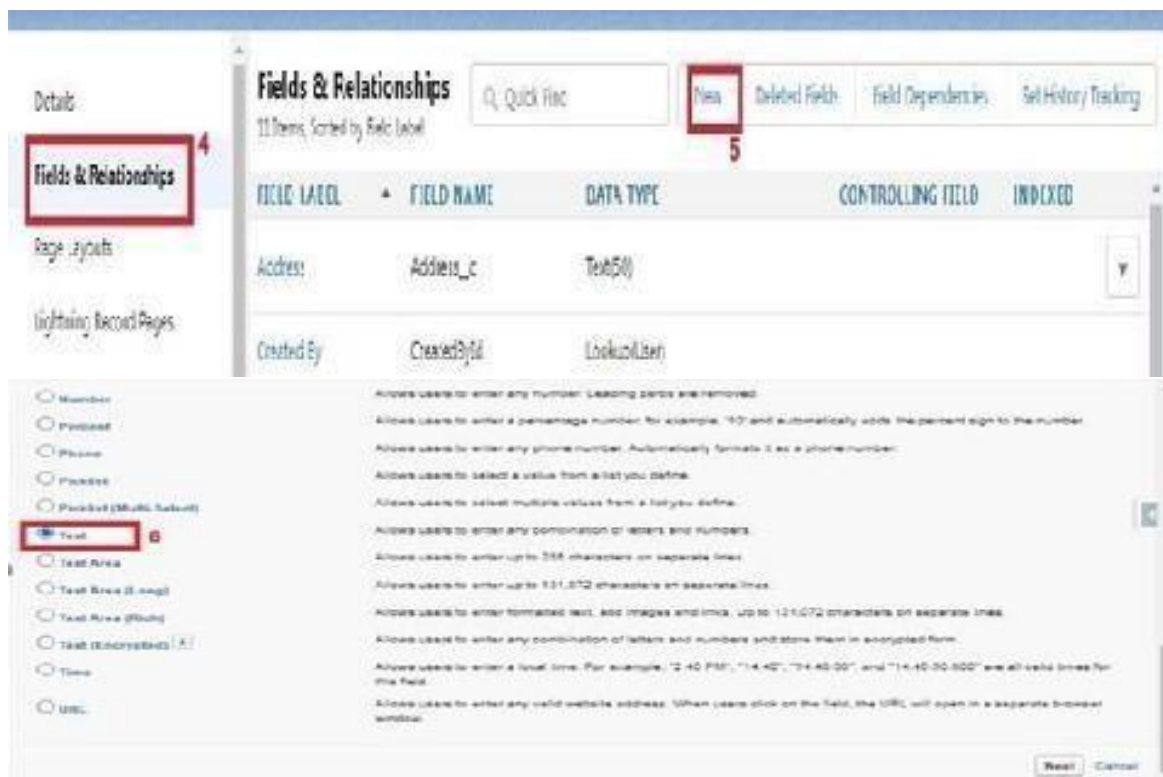 Details
Fields & Relationships
4
Page Layouts
Lightning Record Pages
Fields & Relationships
11 Items, Sorted by Field Label
Quick Find
New
5
Deleted Fields
Field Dependencies
Set History Tracking
FIELD LABEL FIELD NAME DATA TYPE CONTROLLING FIELD INDEXED
Address Address_c Text(50)
Created By CreatedById Lookup(User)
Number Allows users to enter any number. Leading zeros are removed.
Percent Allows users to enter a percentage number, for example, '10' and automatically adds the percent sign to the number.
Phone Allows users to enter any phone number. Automatically formats it as a phone number.
Picklist Allows users to select a value from a list you define.
Picklist (Multi-Select) Allows users to select multiple values from a list you define.
Text 6 Allows users to enter any combination of letters and numbers.
Text Area Allows users to enter up to 255 characters on separate lines.
Text Area (Long) Allows users to enter up to 131,072 characters on separate lines.
Text Area (Rich) Allows users to enter formatted text, add images and links. Up to 131,072 characters on separate lines.
Text (Encrypted) Allows users to enter any combination of letters and numbers and store them in encrypted form.
Time Allows users to enter a local time. For example, "2:40 PM", "14:40", "14:40:00", and "14:40:50.600" are all valid times for
this field.
URL Allows users to enter any valid website address. When users click on the field, the URL will open in a separate browser
window.
Next Cancel